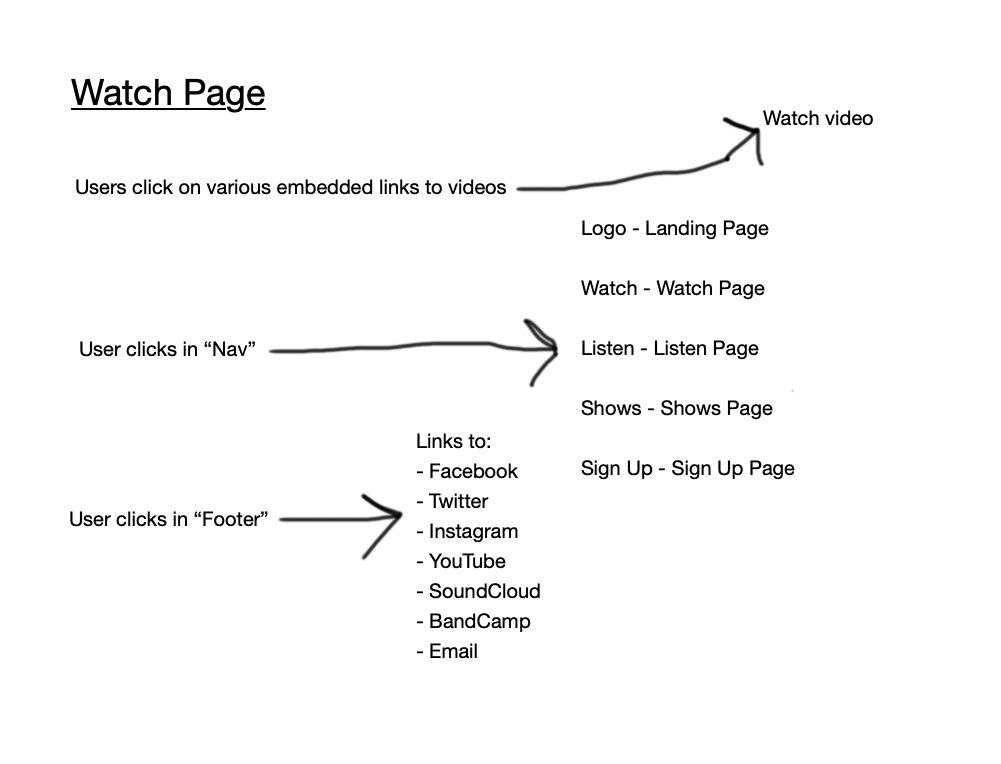 Watch Page
Watch video
Users click on various embedded links to videos
Logo - Landing Page
Watch - Watch Page
User clicks in “Nav”
Listen - Listen Page
Shows - Shows Page
Sign Up - Sign Up Page
User clicks in “Footer”
Links to:
- Facebook
- Twitter
- Instagram
- YouTube
- SoundCloud
- BandCamp
- Email